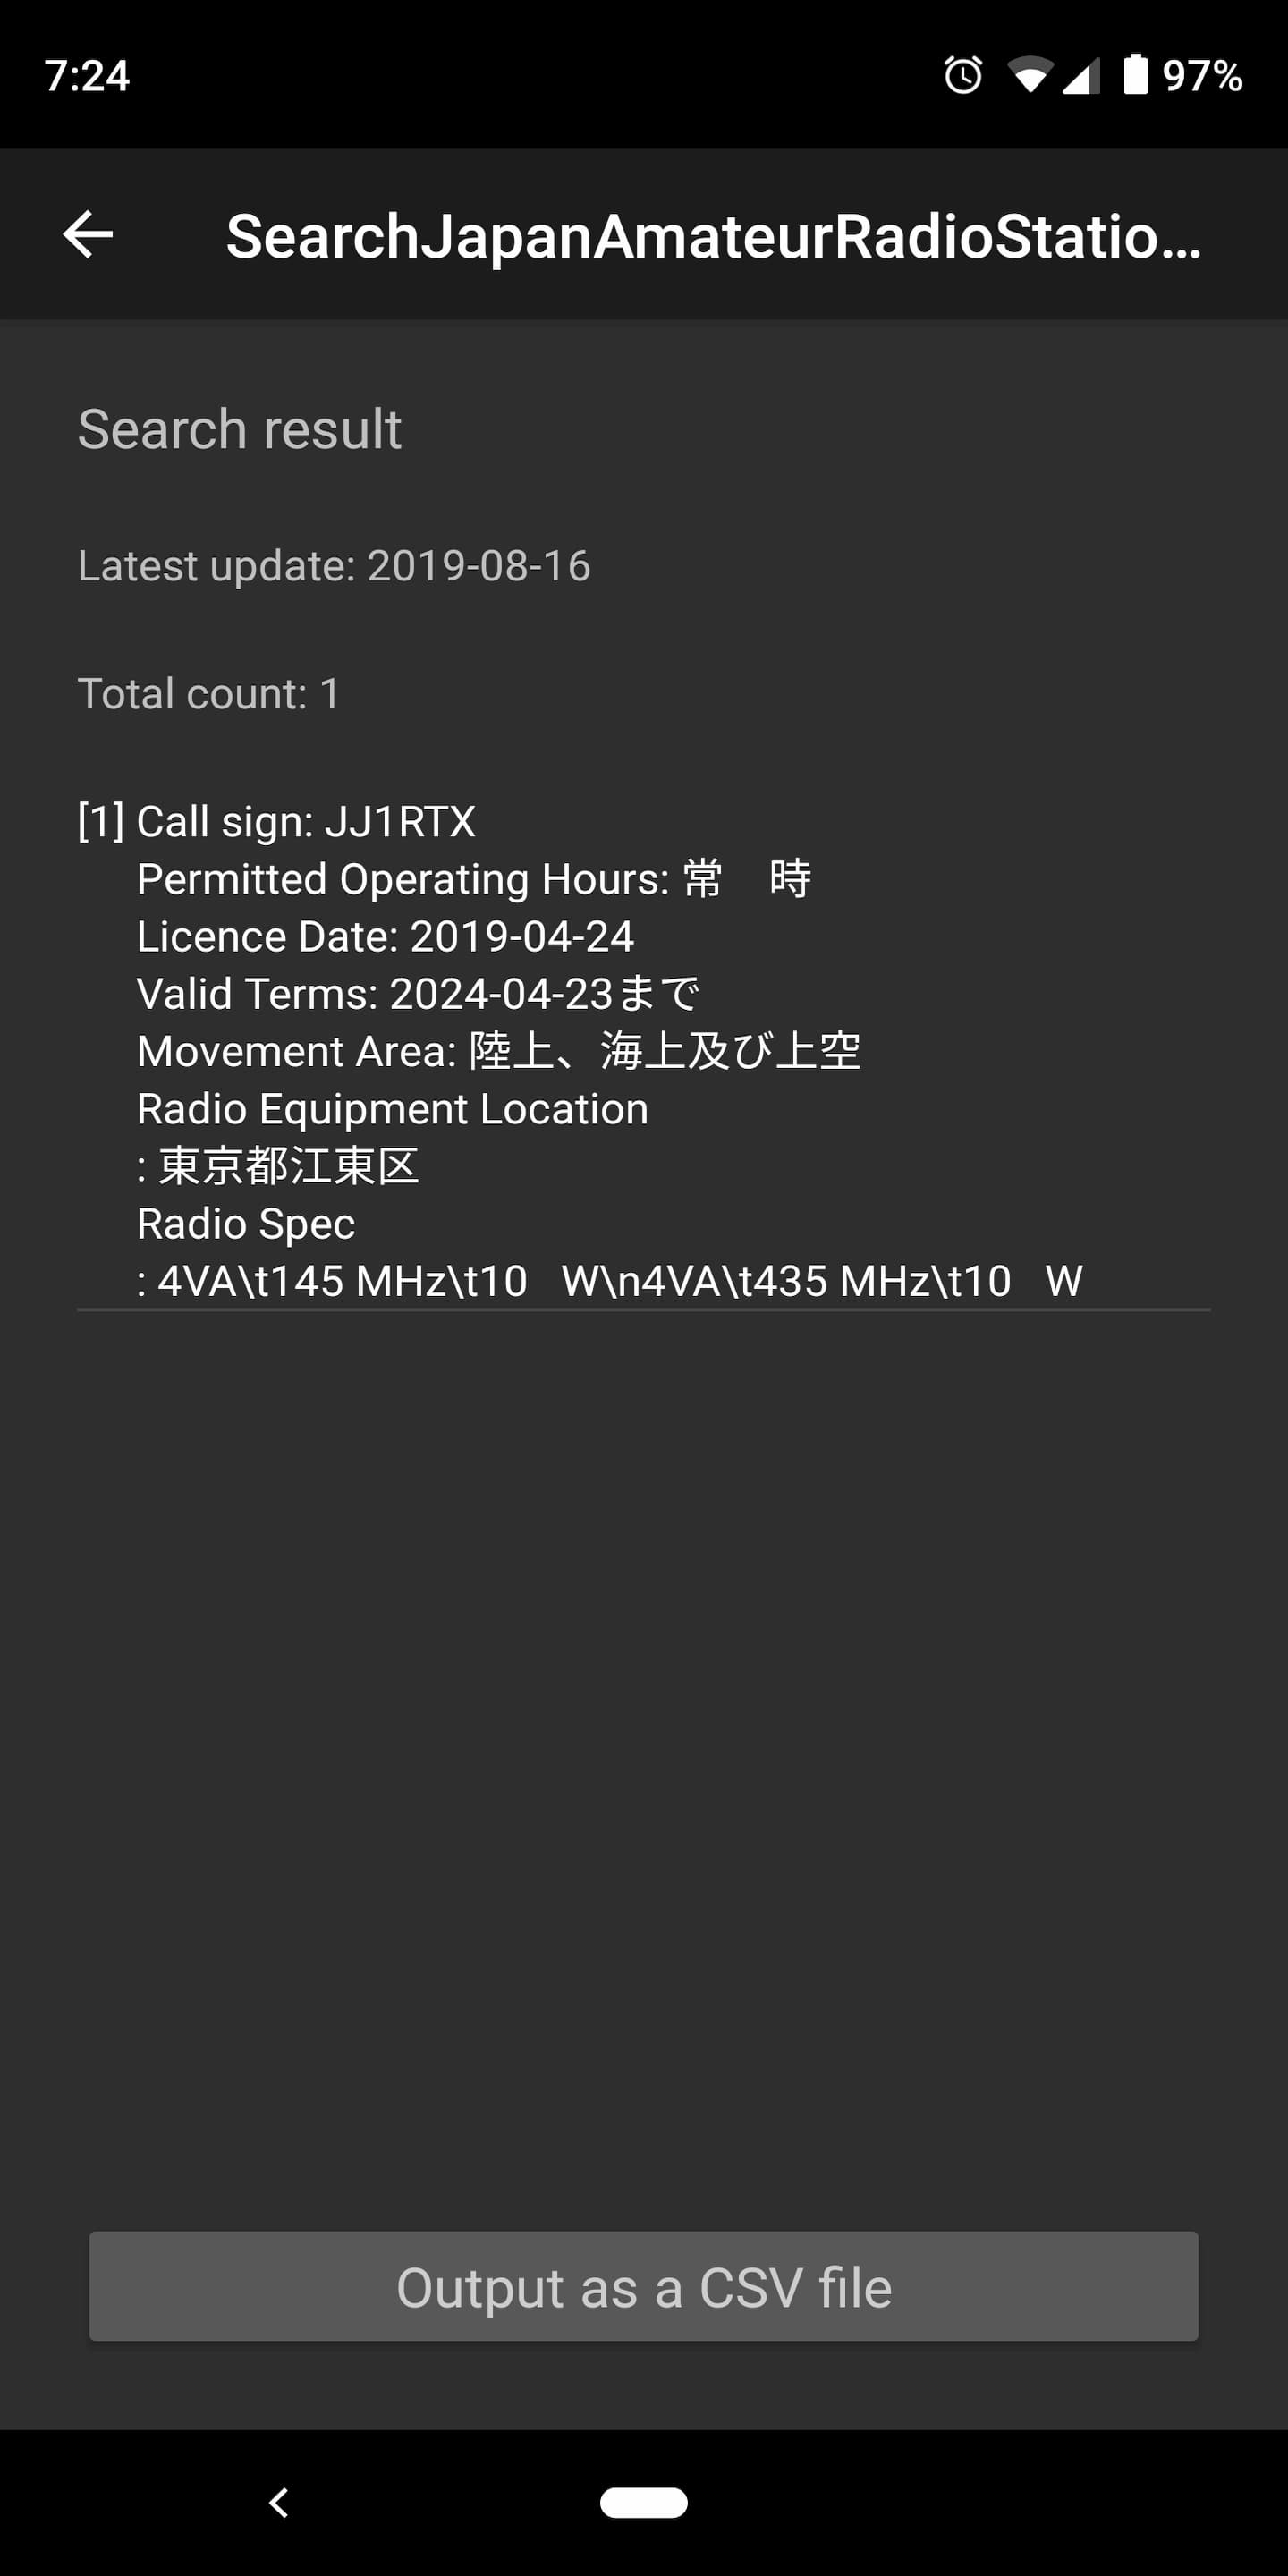 7:24
97%
SearchJapanAmateurRadioStatio...
Search result
Latest update: 2019-08-16
Total count: 1
[1] Call sign: JJ1RTX
Permitted Operating Hours: 常　時
Licence Date: 2019-04-24
Valid Terms: 2024-04-23まで
Movement Area: 陸上、海上及び上空
Radio Equipment Location
: 東京都江東区
Radio Spec
: 4VA\t145 MHz\t10   W\n4VA\t435 MHz\t10   W
Output as a CSV file